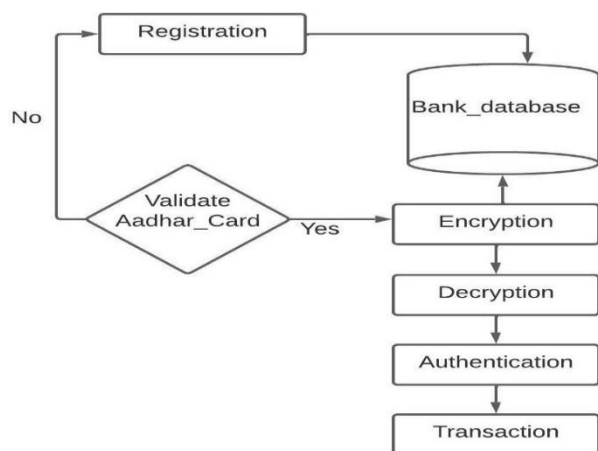 Registration
Bank_database
No
Validate
Aadhar_Card
Yes
Encryption
Decryption
Authentication
Transaction